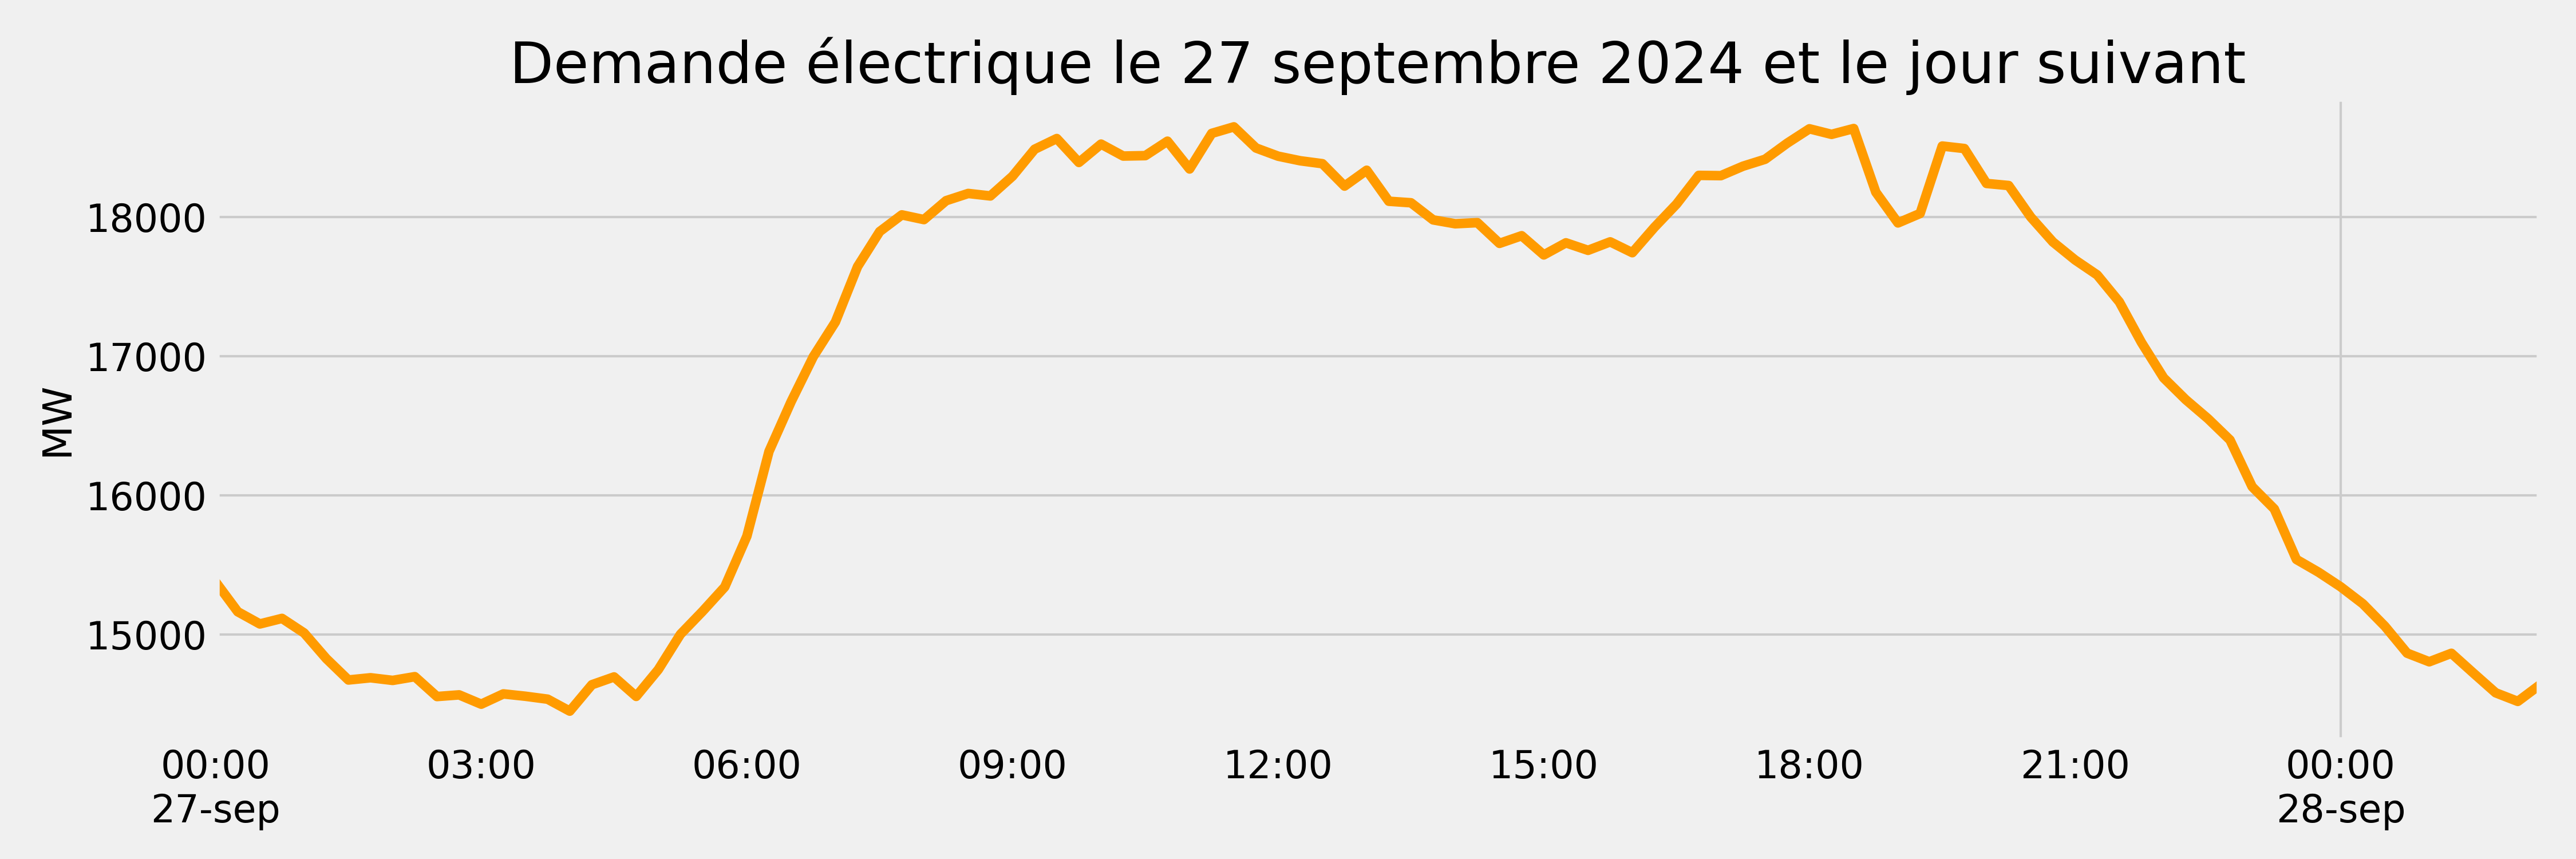 Demande électrique le 27 septembre 2024 et le jour suivant
MW
18000
17000
16000
15000
00:00 03:00 06:00 09:00 12:00 15:00 18:00 21:00 00:00
27-sep 28-sep